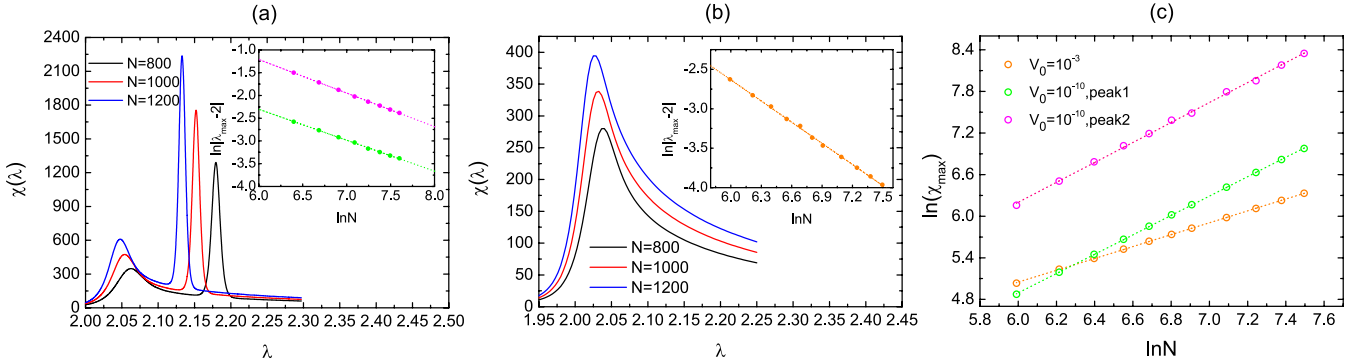 (a)
χ(λ)
2400
2100
1800
1500
1200
900
600
300
0
N=800
N=1000
N=1200
2.00 2.05 2.10 2.15 2.20 2.25 2.30 2.35 2.40 2.45 2.50
λ
ln|λmax-2|
-1.0
-1.5
-2.0
-2.5
-3.0
-3.5
-4.0
6.0 6.5 7.0 7.5 8.0
lnN
(b)
χ(λ)
400
350
300
250
200
150
100
50
0
N=800
N=1000
N=1200
1.95 2.00 2.05 2.10 2.15 2.20 2.25 2.30 2.35 2.40 2.45
λ
ln|λmax-2|
-2.5
-3.0
-3.5
-4.0
6.0 6.3 6.6 6.9 7.2 7.5
lnN
(c)
ln(χmax)
8.4
7.8
7.2
6.6
6.0
5.4
4.8
V0=10-3
V0=10-10,peak1
V0=10-10,peak2
5.8 6.0 6.2 6.4 6.6 6.8 7.0 7.2 7.4 7.6
lnN